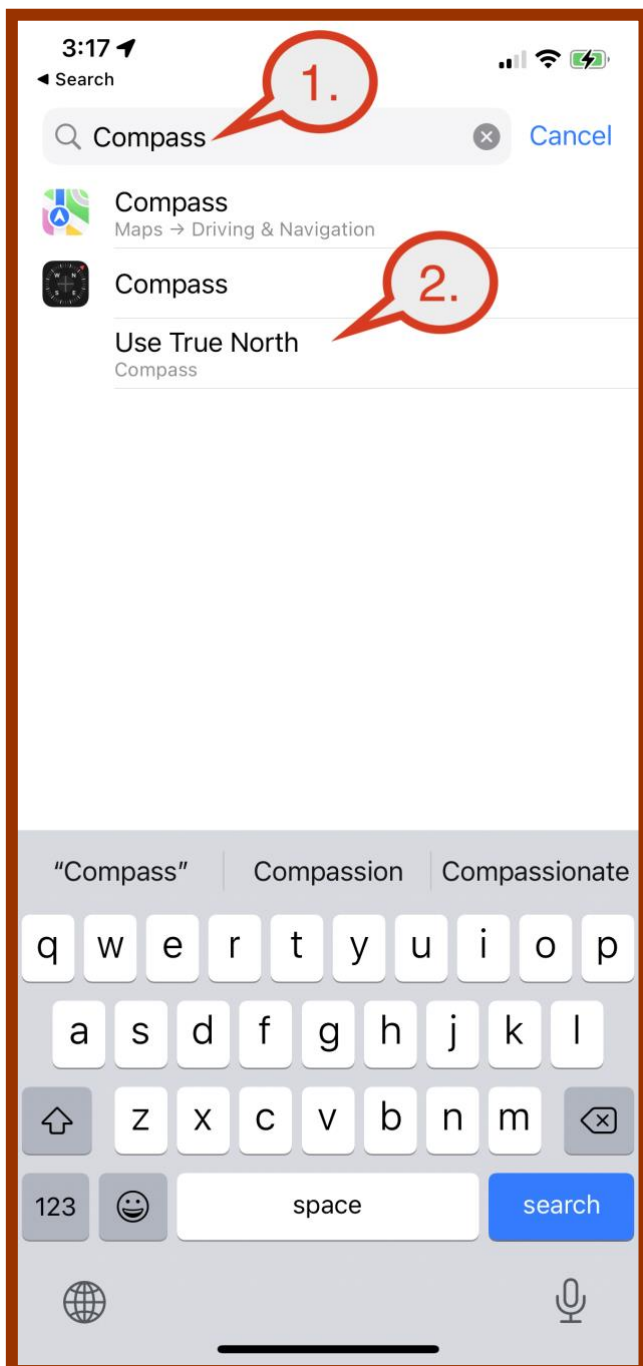 3:17
◀ Search
1.
Compass
Cancel
Compass
Maps → Driving & Navigation
Compass
2.
Use True North
Compass
“Compass”
Compassion
Compassionate
q w e r t y u i o p
a s d f g h j k l
z x c v b n m
123
space
search